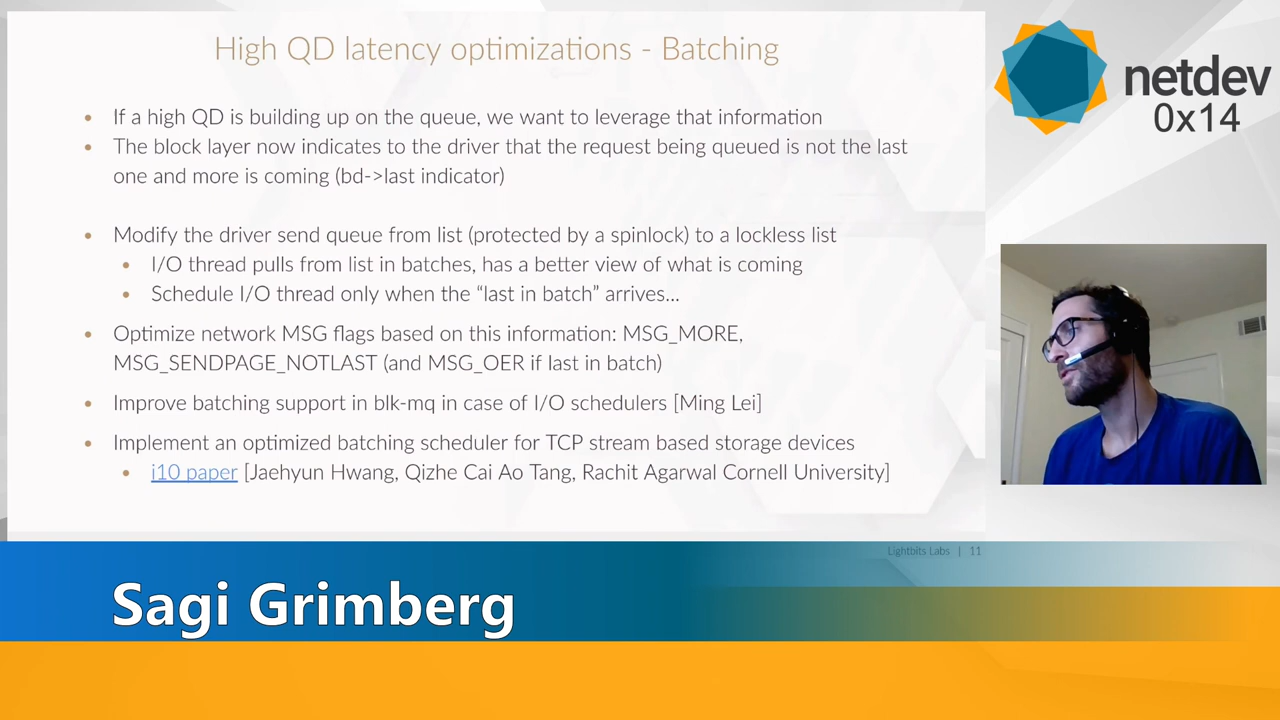 High QD latency optimizations - Batching
• If a high QD is building up on the queue, we want to leverage that information
• The block layer now indicates to the driver that the request being queued is not the last
one and more is coming (bd->last indicator)
• Modify the driver send queue from list (protected by a spinlock) to a lockless list
• I/O thread pulls from list in batches, has a better view of what is coming
• Schedule I/O thread only when the “last in batch” arrives...
• Optimize network MSG flags based on this information: MSG_MORE,
MSG_SENDPAGE_NOTLAST (and MSG_OER if last in batch)
• Improve batching support in blk-mq in case of I/O schedulers [Ming Lei]
• Implement an optimized batching scheduler for TCP stream based storage devices
• i10 paper [Jaehyun Hwang, Qizhe Cai Ao Tang, Rachit Agarwal Cornell University]
Lightbits Labs | 11
netdev
0x14
Sagi Grimberg